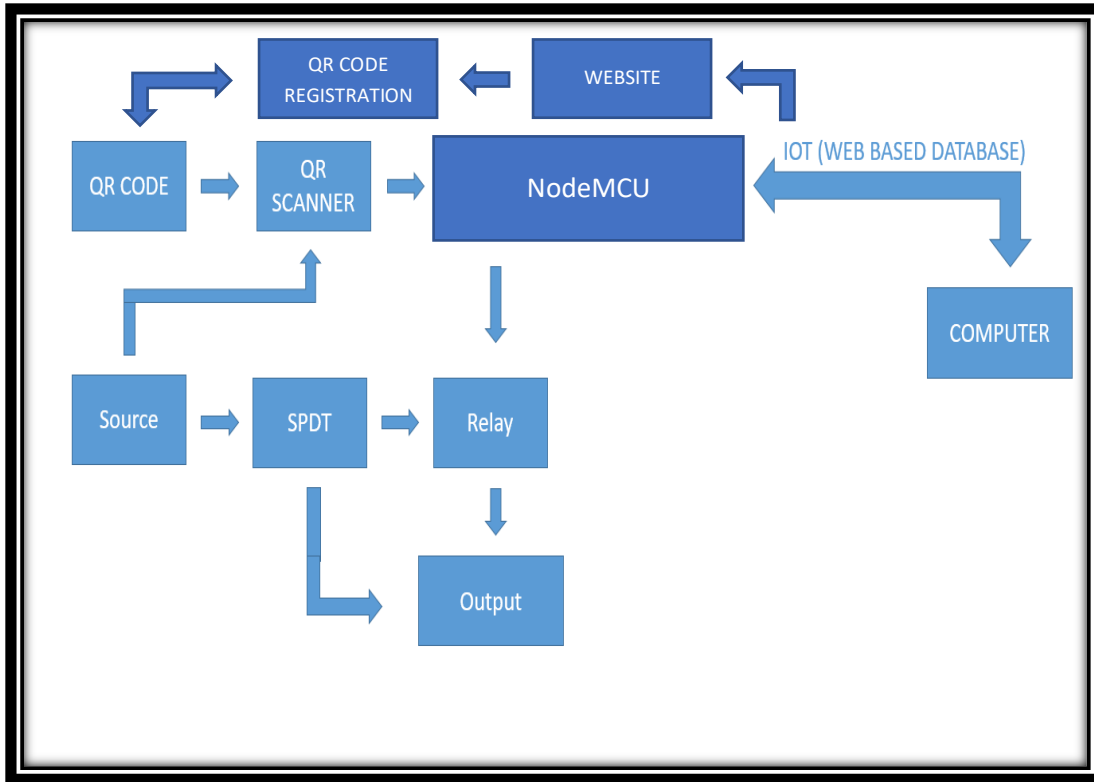 QR CODE
REGISTRATION
WEBSITE
IOT (WEB BASED DATABASE)
QR CODE
QR
SCANNER
NodeMCU
COMPUTER
Source
SPDT
Relay
Output